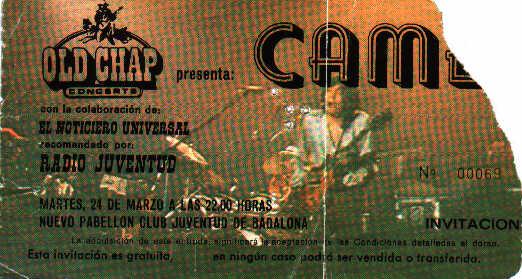 OLD CHAP
CONCERTS
presenta:
CAME
con la colaboración de:
EL NOTICIERO UNIVERSAL
recomendado por:
RADIO JUVENTUD
Nº 00069
MARTES, 24 DE MARZO A LAS 22,00 HORAS
NUEVO PABELLON CLUB JUVENTUD DE BADALONA
INVITACION
La adquisición de esta entrada, significará la aceptación de las Condiciones detalladas al dorso.
Esta invitación es gratuita, en ningún caso podrá ser vendida o transferida.